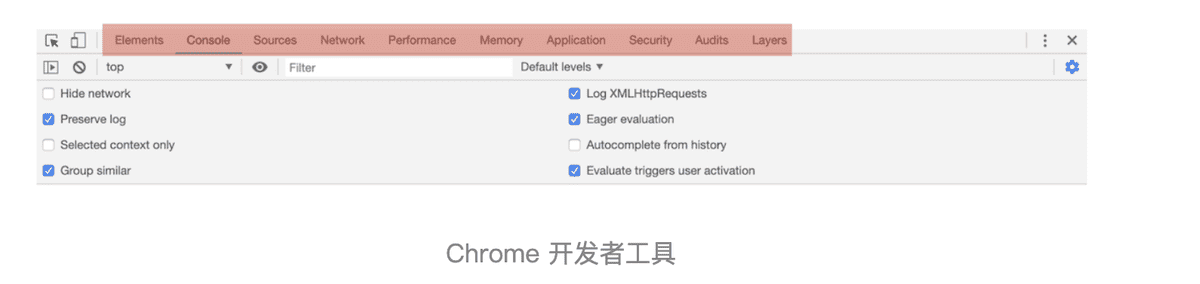 Elements Console Sources Network Performance Memory Application Security Audits Layers
top Filter Default levels
Hide network Log XMLHttpRequests
Preserve log Eager evaluation
Selected context only Autocomplete from history
Group similar Evaluate triggers user activation
Chrome 开发者工具